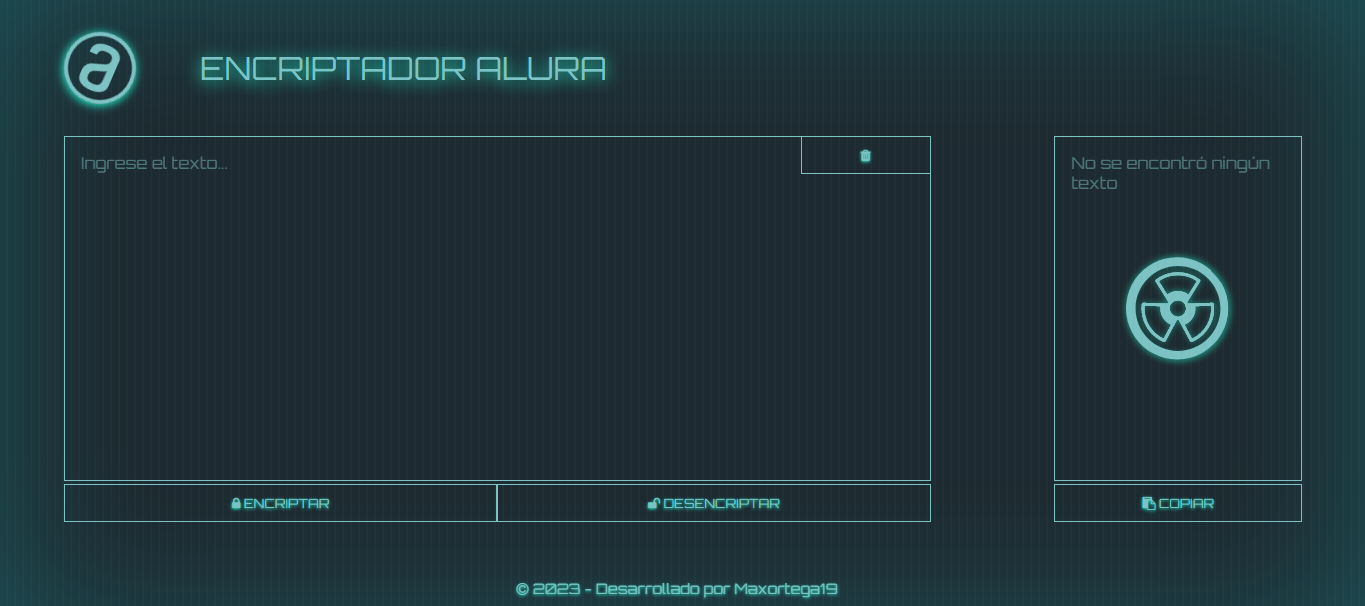 a
ENCRIPTADOR ALURA
Ingrese el texto...
No se encontró ningún
texto
ENCRIPTAR
DESENCRIPTAR
COPIAR
© 2023 - Desarrollado por Maxortega19